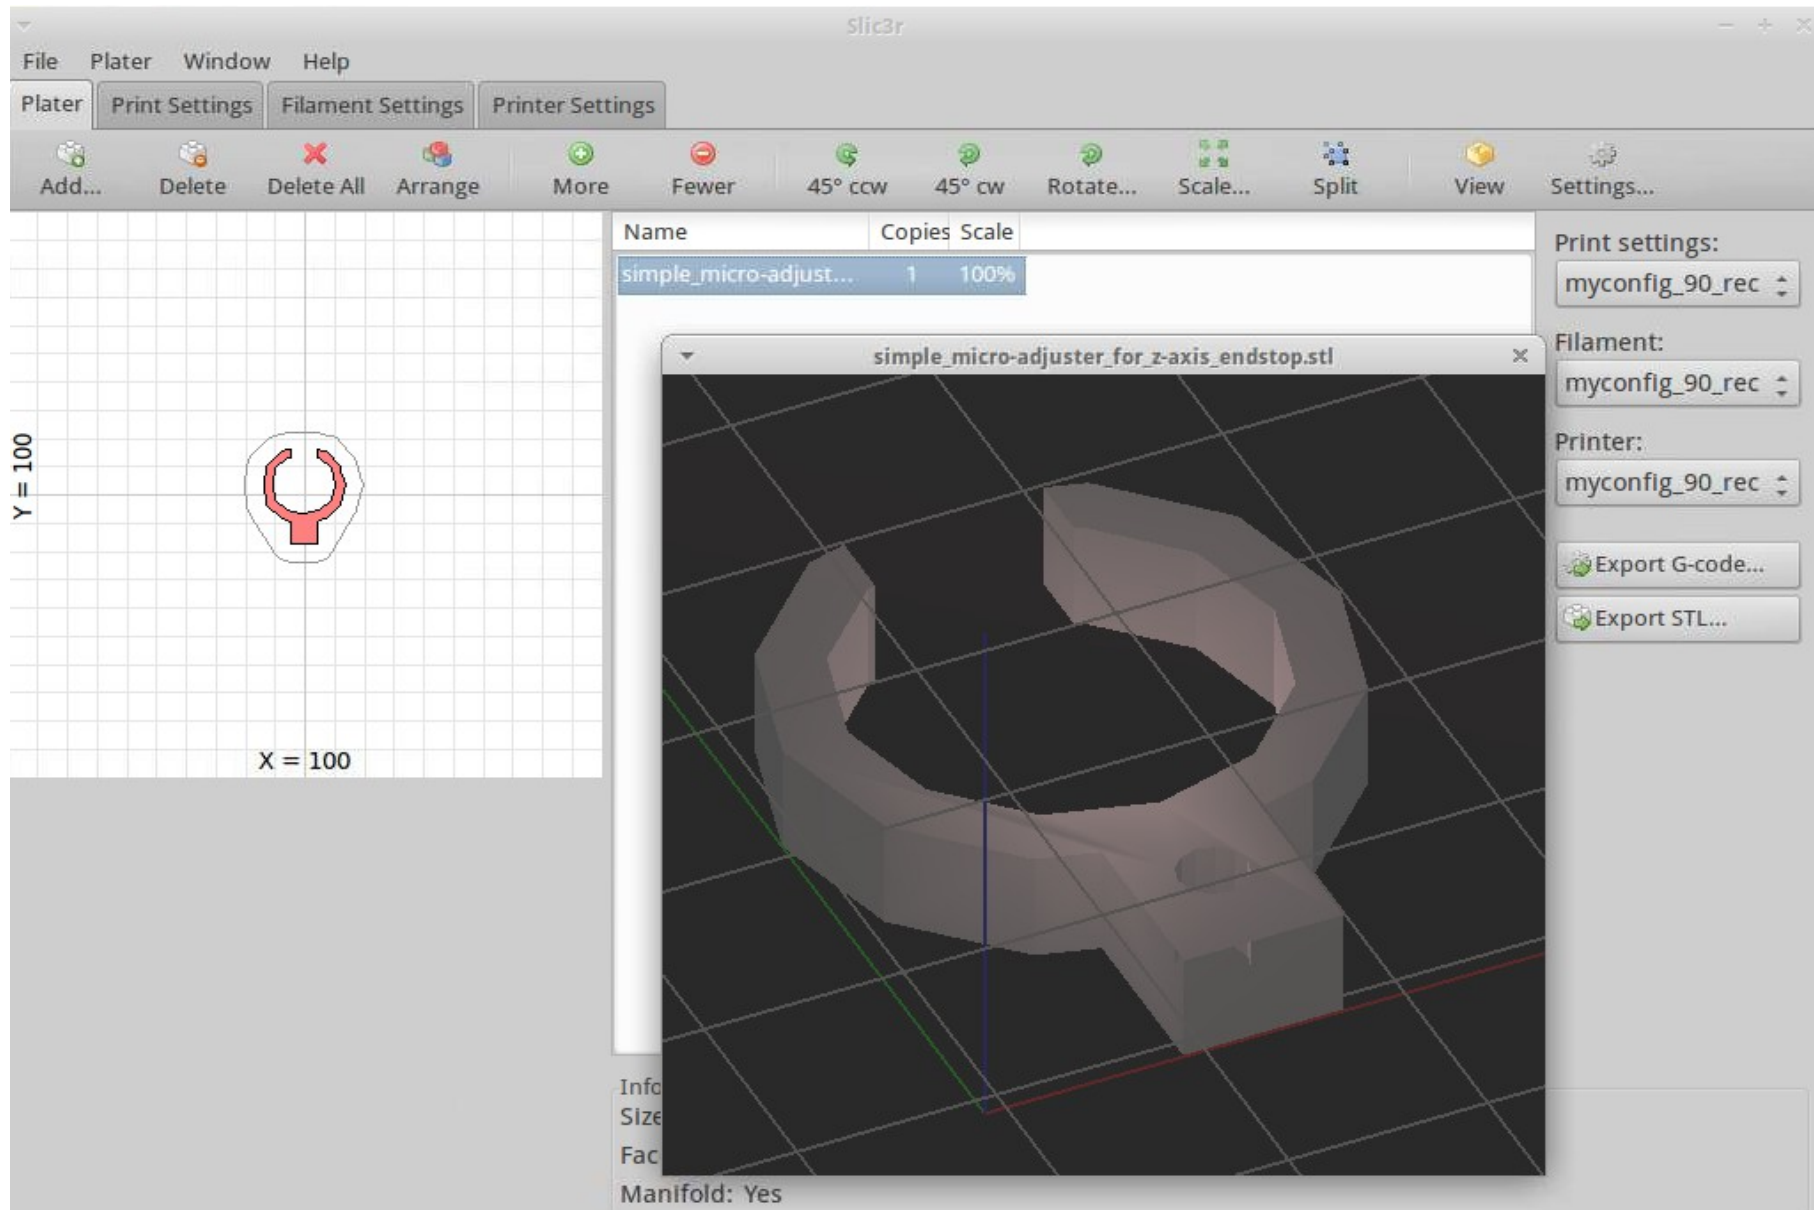 Slic3r
File Plater Window Help
Plater Print Settings Filament Settings Printer Settings
Add... Delete Delete All Arrange More Fewer 45° ccw 45° cw Rotate... Scale... Split View Settings...
Name Copies Scale
simple_micro-adjust... 1 100%
Y = 100
X = 100
simple_micro-adjuster_for_z-axis_endstop.stl
Print settings:
myconfig_90_rec
Filament:
myconfig_90_rec
Printer:
myconfig_90_rec
Export G-code...
Export STL...
Info
Size
Fac
Manifold: Yes